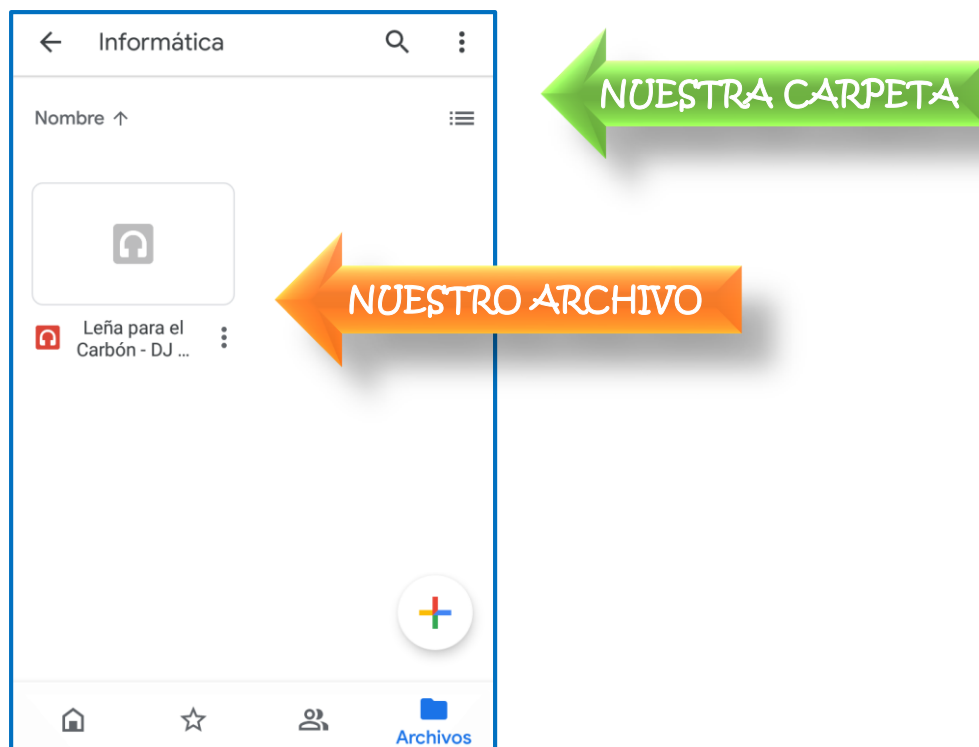 Informática
NUESTRA CARPETA
Nombre ↑
NUESTRO ARCHIVO
Leña para el
Carbón - DJ ...
Archivos